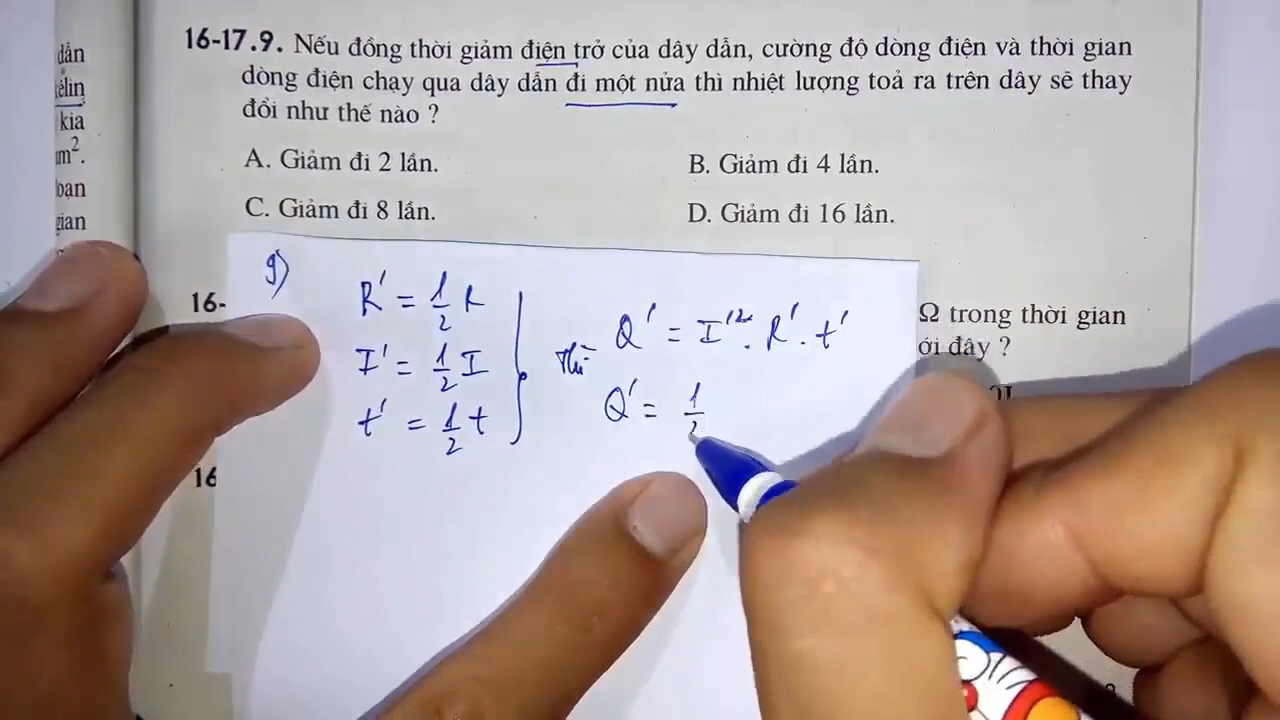 dẫn
kêlin
kia
m².
oạn
gian
16-17.9. Nếu đồng thời giảm điện trở của dây dẫn, cường độ dòng điện và thời gian
dòng điện chạy qua dây dẫn đi một nửa thì nhiệt lượng toả ra trên dây sẽ thay
đổi như thế nào ?
A. Giảm đi 2 lần.
B. Giảm đi 4 lần.
C. Giảm đi 8 lần.
D. Giảm đi 16 lần.
9)
R' = 1/2 R
I' = 1/2 I
t' = 1/2 t
thì
Q' = I'². R'. t'
Q' = 1/2
16-
Ω trong thời gian
ới đây ?
16